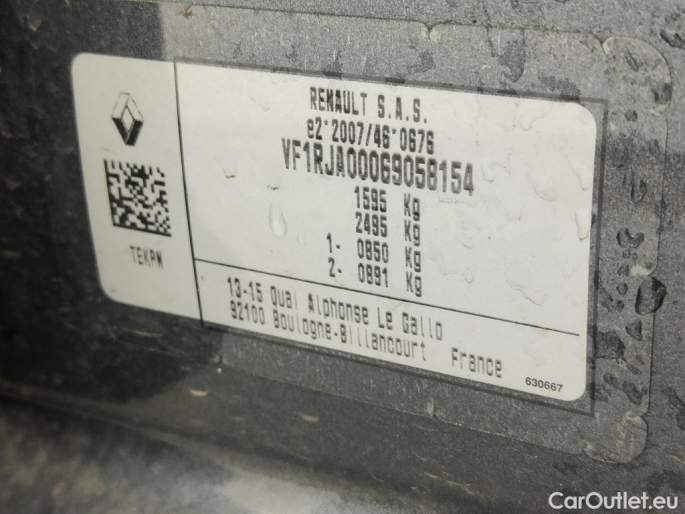 RENAULT S.A.S.
e2*2007/46*0676
VF1RJA00069058154
1595 Kg
2495 Kg
1- 0850 Kg
2- 0891 Kg
TEKPN
13-15 Quai Alphonse Le Gallo
92100 Boulogne-Billancourt France
630667
CarOutlet.eu